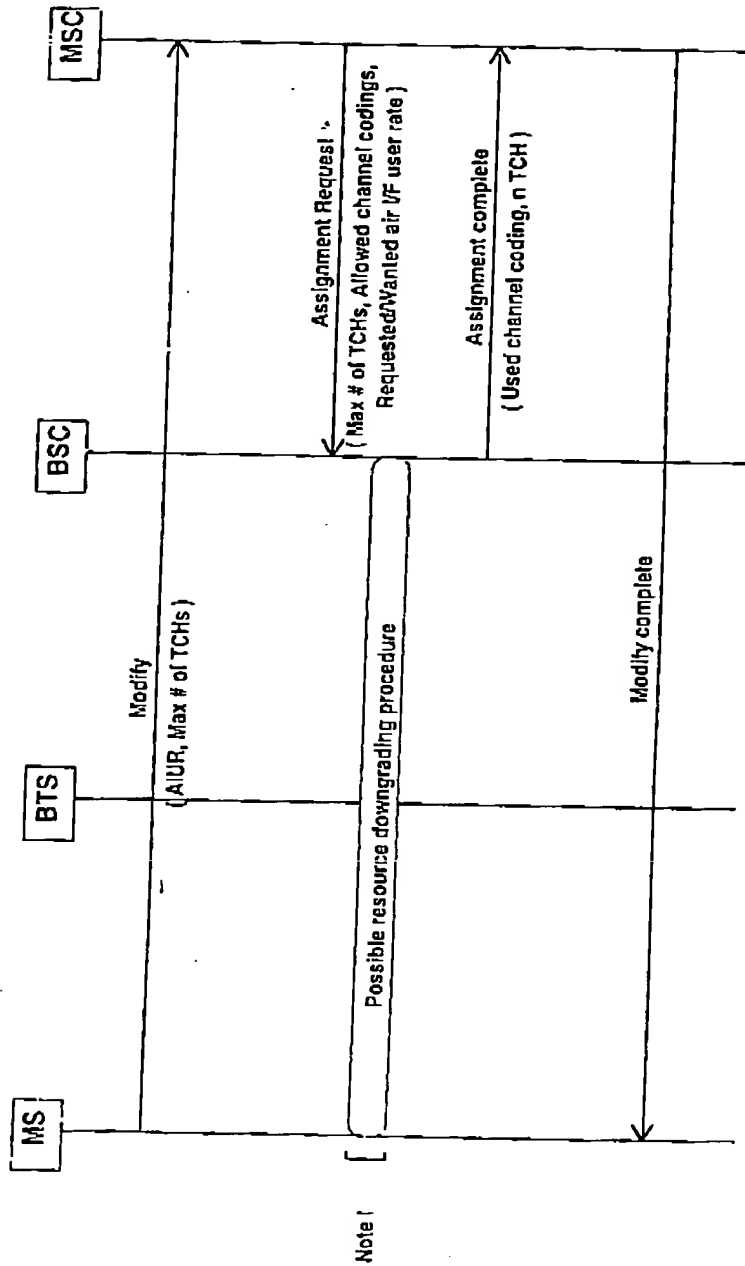 MS
BTS
BSC
MSC
Modify
( AIUR, Max # of TCHs )
Assignment Request
( Max # of TCHs, Allowed channel codings,
Requested/Wanted air I/F user rate )
Note
Possible resource downgrading procedure
Assignment complete
( Used channel coding, n TCH )
Modify complete